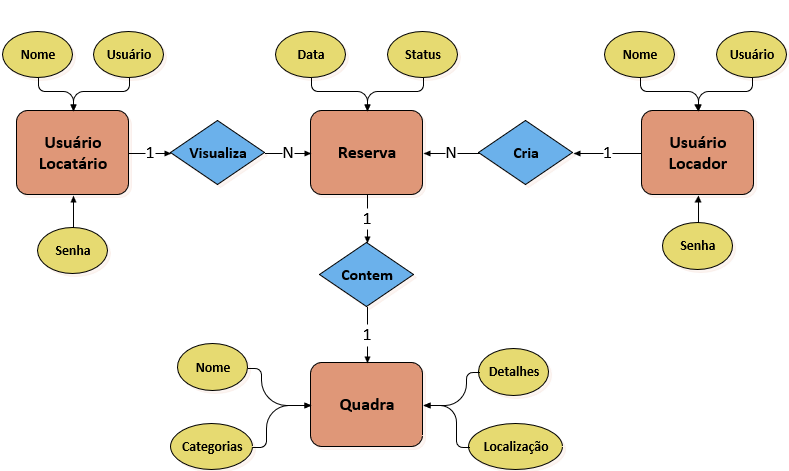 Nome
Usuário
Data
Status
Nome
Usuário
Usuário
Locatário
1
Visualiza
N
Reserva
N
Cria
1
Usuário
Locador
Senha
1
Senha
Contem
1
Nome
Detalhes
Quadra
Categorias
Localização